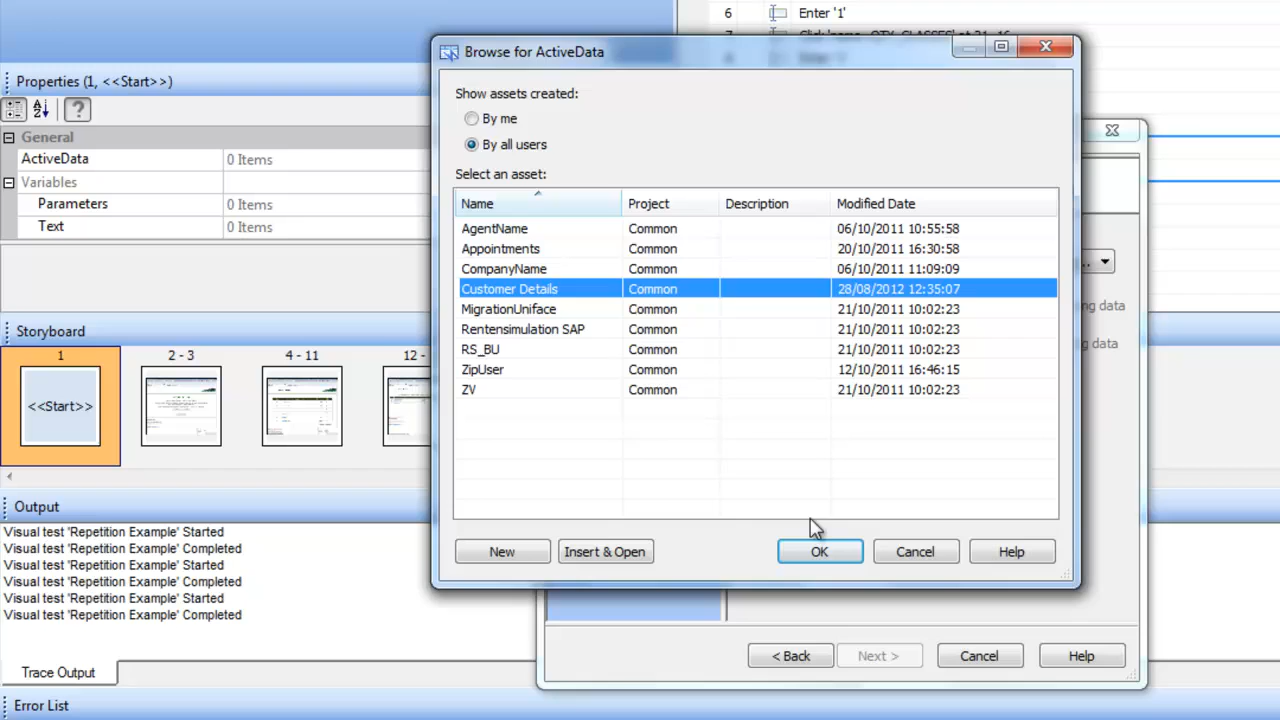 6 Enter '1'
7
Browse for ActiveData
Properties (1, <<Start>>)
Show assets created:
By me
By all users
General
ActiveData 0 Items
Variables
Parameters 0 Items
Text 0 Items
Select an asset:
Name Project Description Modified Date
AgentName Common 06/10/2011 10:55:58
Appointments Common 20/10/2011 16:30:58
CompanyName Common 06/10/2011 11:09:09
Customer Details Common 28/08/2012 12:35:07
MigrationUniface Common 21/10/2011 10:02:23
Rentensimulation SAP Common 21/10/2011 10:02:23
RS_BU Common 21/10/2011 10:02:23
ZipUser Common 12/10/2011 16:46:15
ZV Common 21/10/2011 10:02:23
.. 
ng data
g data
Storyboard
1 2 - 3 4 - 11 12 -
<<Start>>
New Insert & Open OK Cancel Help
Output
Visual test 'Repetition Example' Started
Visual test 'Repetition Example' Completed
Visual test 'Repetition Example' Started
Visual test 'Repetition Example' Completed
Visual test 'Repetition Example' Started
Visual test 'Repetition Example' Completed
< Back Next > Cancel Help
Trace Output
Error List